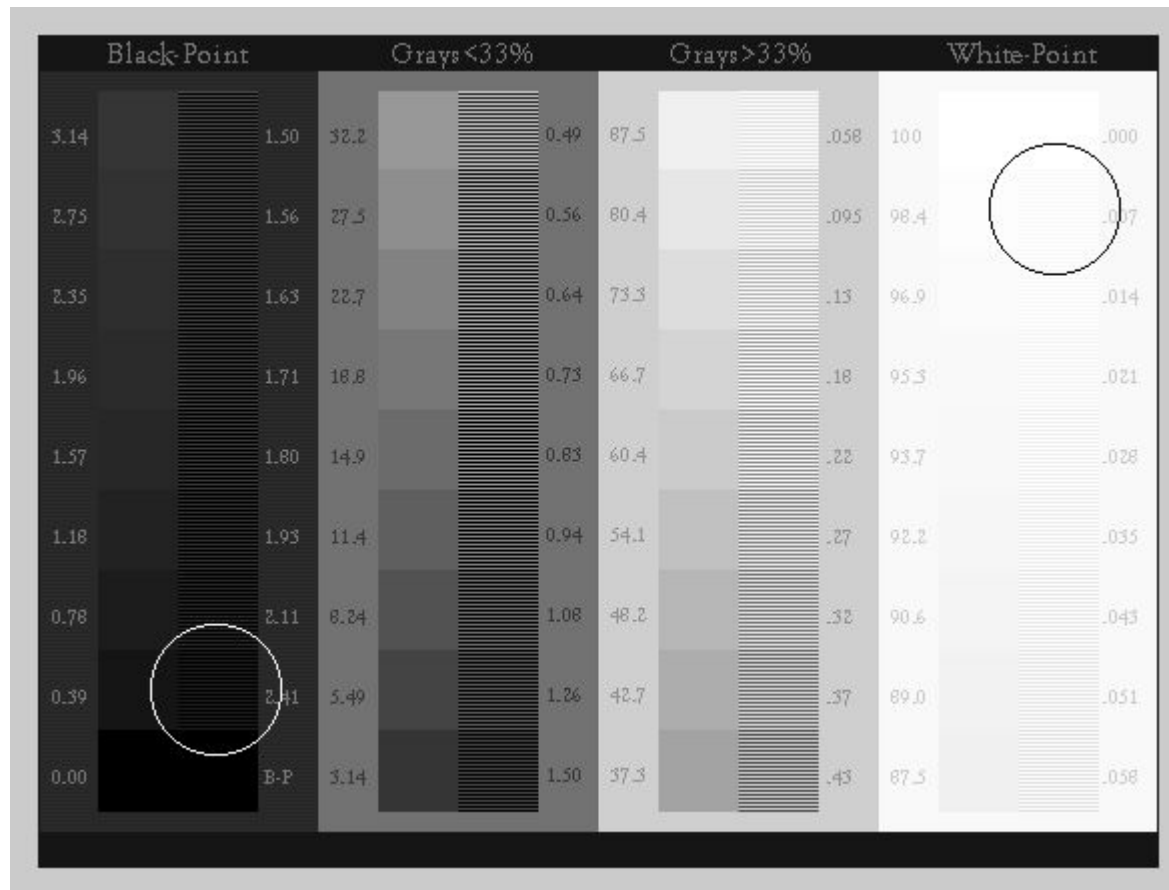 Black-Point Grays<33% Grays>33% White-Point
3.14 1.50 32.2 0.49 87.5 .058 100 .000
2.75 1.56 27.5 0.56 80.4 .095 98.4 .007
2.35 1.63 22.7 0.64 73.3 .13 96.9 .014
1.96 1.71 18.8 0.73 66.7 .18 95.3 .021
1.57 1.80 14.9 0.83 60.4 .22 93.7 .028
1.18 1.93 11.4 0.94 54.1 .27 92.2 .035
0.78 2.11 8.24 1.08 48.2 .32 90.6 .043
0.39 2.41 5.49 1.26 42.7 .37 89.0 .051
0.00 B-P 3.14 1.50 37.3 .43 87.5 .058